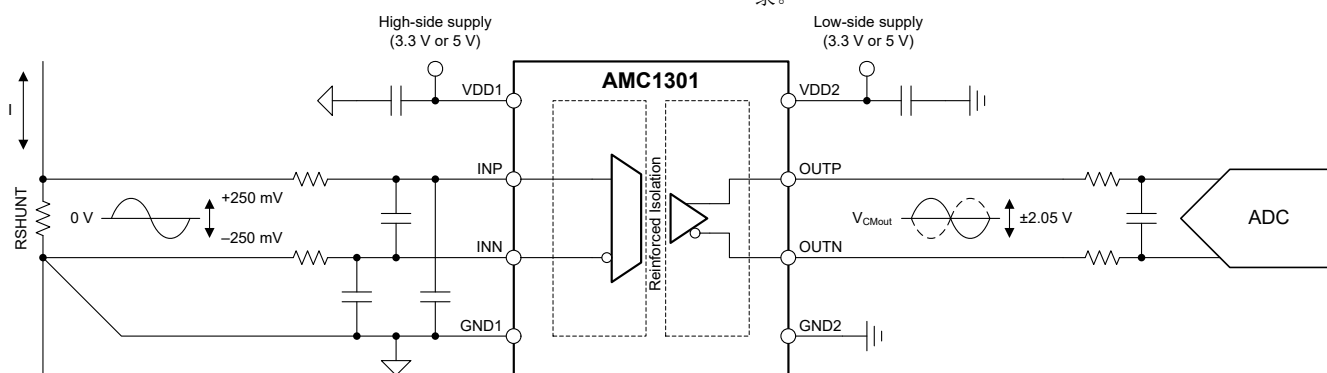 录。
High-side supply
(3.3 V or 5 V)
Low-side supply
(3.3 V or 5 V)
AMC1301
VDD1
VDD2
I
INP
OUTP
RSHUNT
0 V
+250 mV
–250 mV
Reinforced Isolation
VCMout
±2.05 V
ADC
INN
OUTN
GND1
GND2